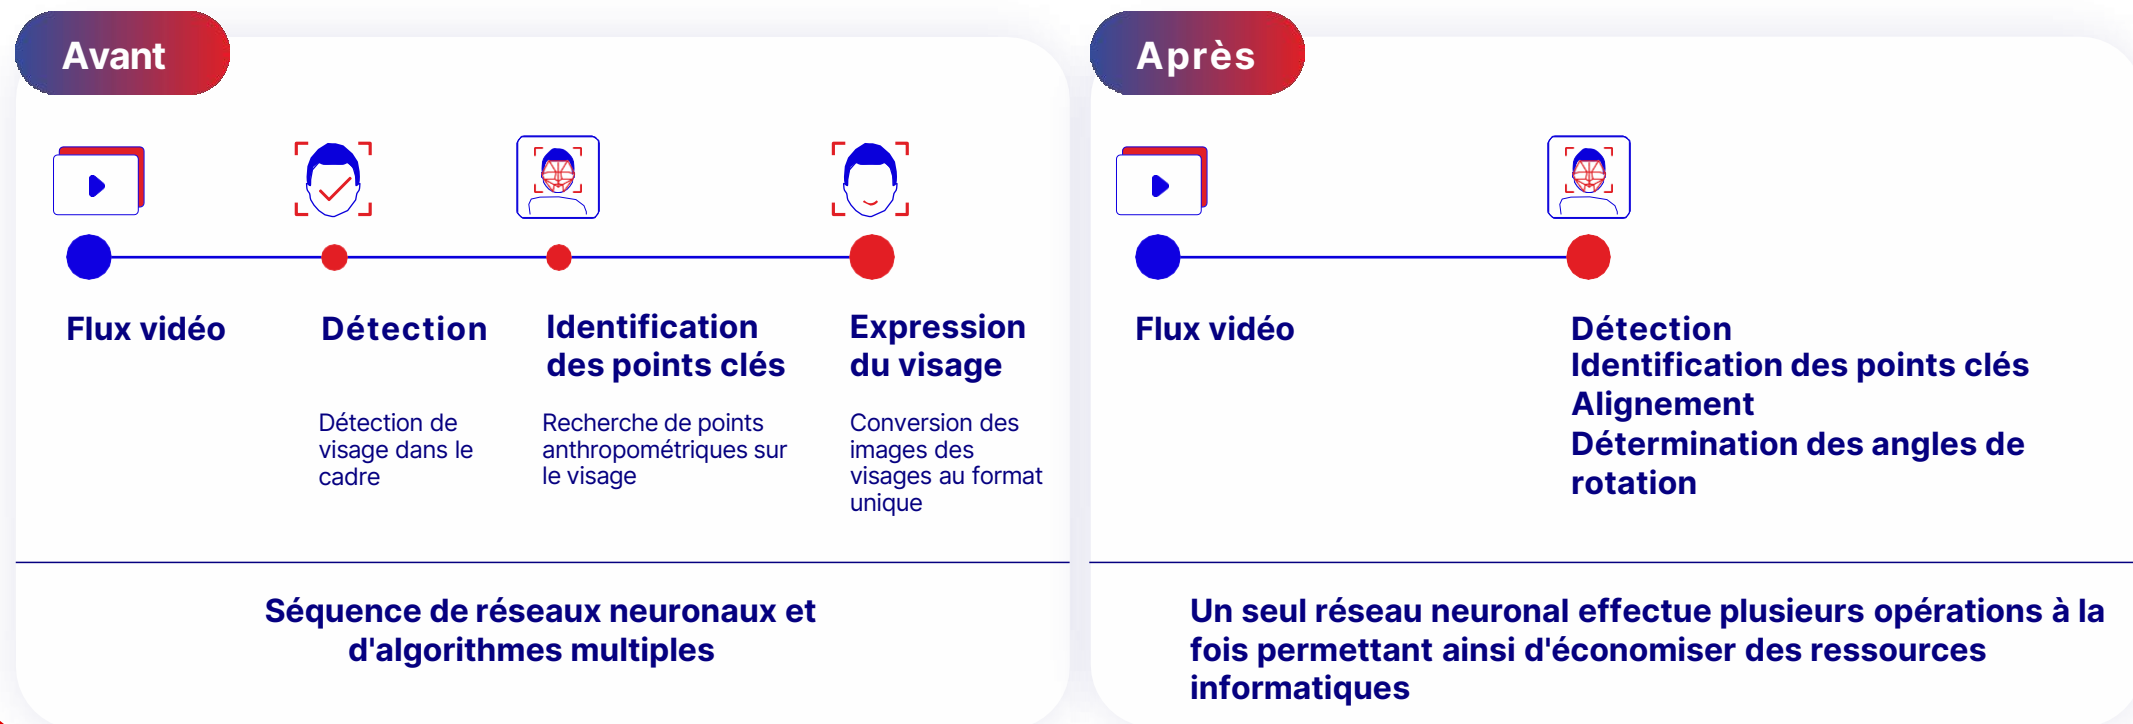 Avant
Flux vidéo
Détection
Détection de
visage dans le
cadre
Identification
des points clés
Recherche de points
anthropométriques sur
le visage
Expression
du visage
Conversion des
images des
visages au format
unique
Séquence de réseaux neuronaux et
d'algorithmes multiples
Après
Flux vidéo
Détection
Identification des points clés
Alignement
Détermination des angles de
rotation
Un seul réseau neuronal effectue plusieurs opérations à la
fois permettant ainsi d'économiser des ressources
informatiques